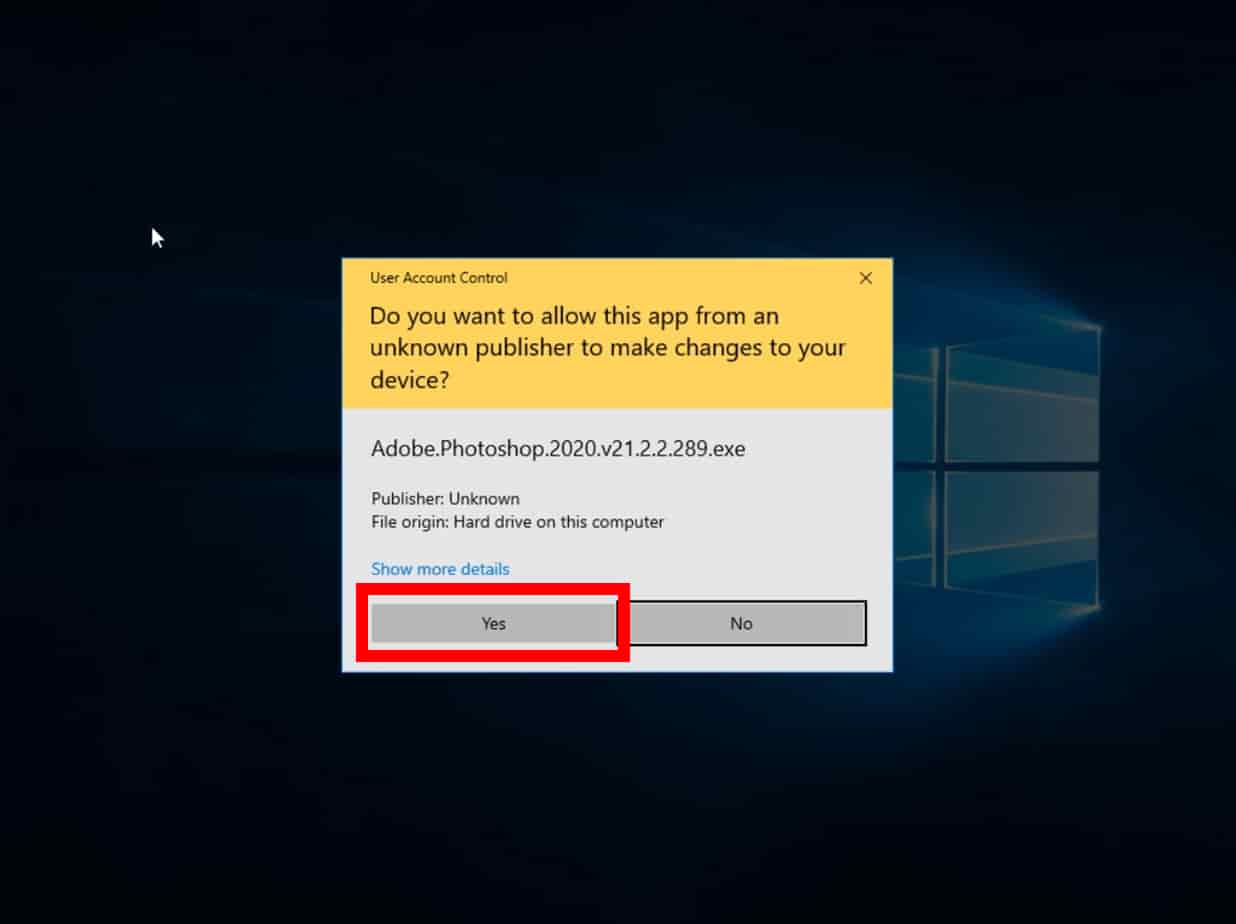 User Account Control
Do you want to allow this app from an
unknown publisher to make changes to your
device?
Adobe.Photoshop.2020.v21.2.2.289.exe
Publisher: Unknown
File origin: Hard drive on this computer
Show more details
Yes
No